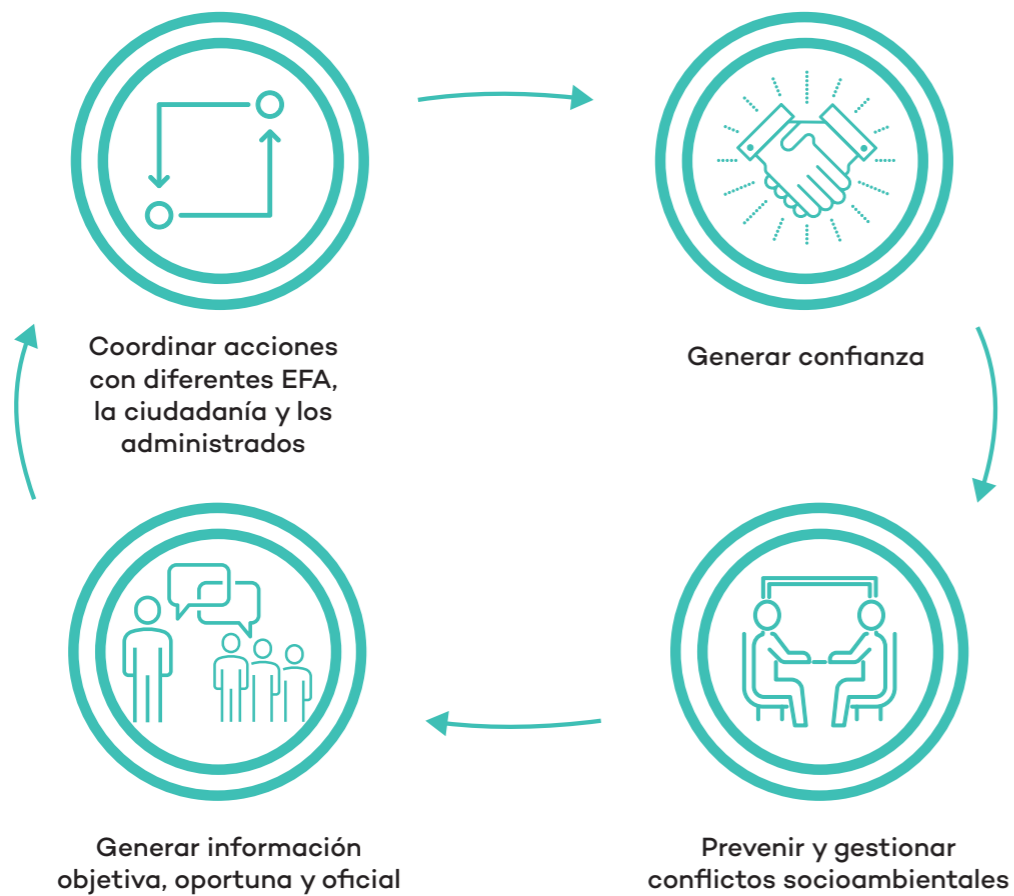 Coordinar acciones
con diferentes EFA,
la ciudadanía y los
administrados
Generar confianza
Generar información
objetiva, oportuna y oficial
Prevenir y gestionar
conflictos socioambientales